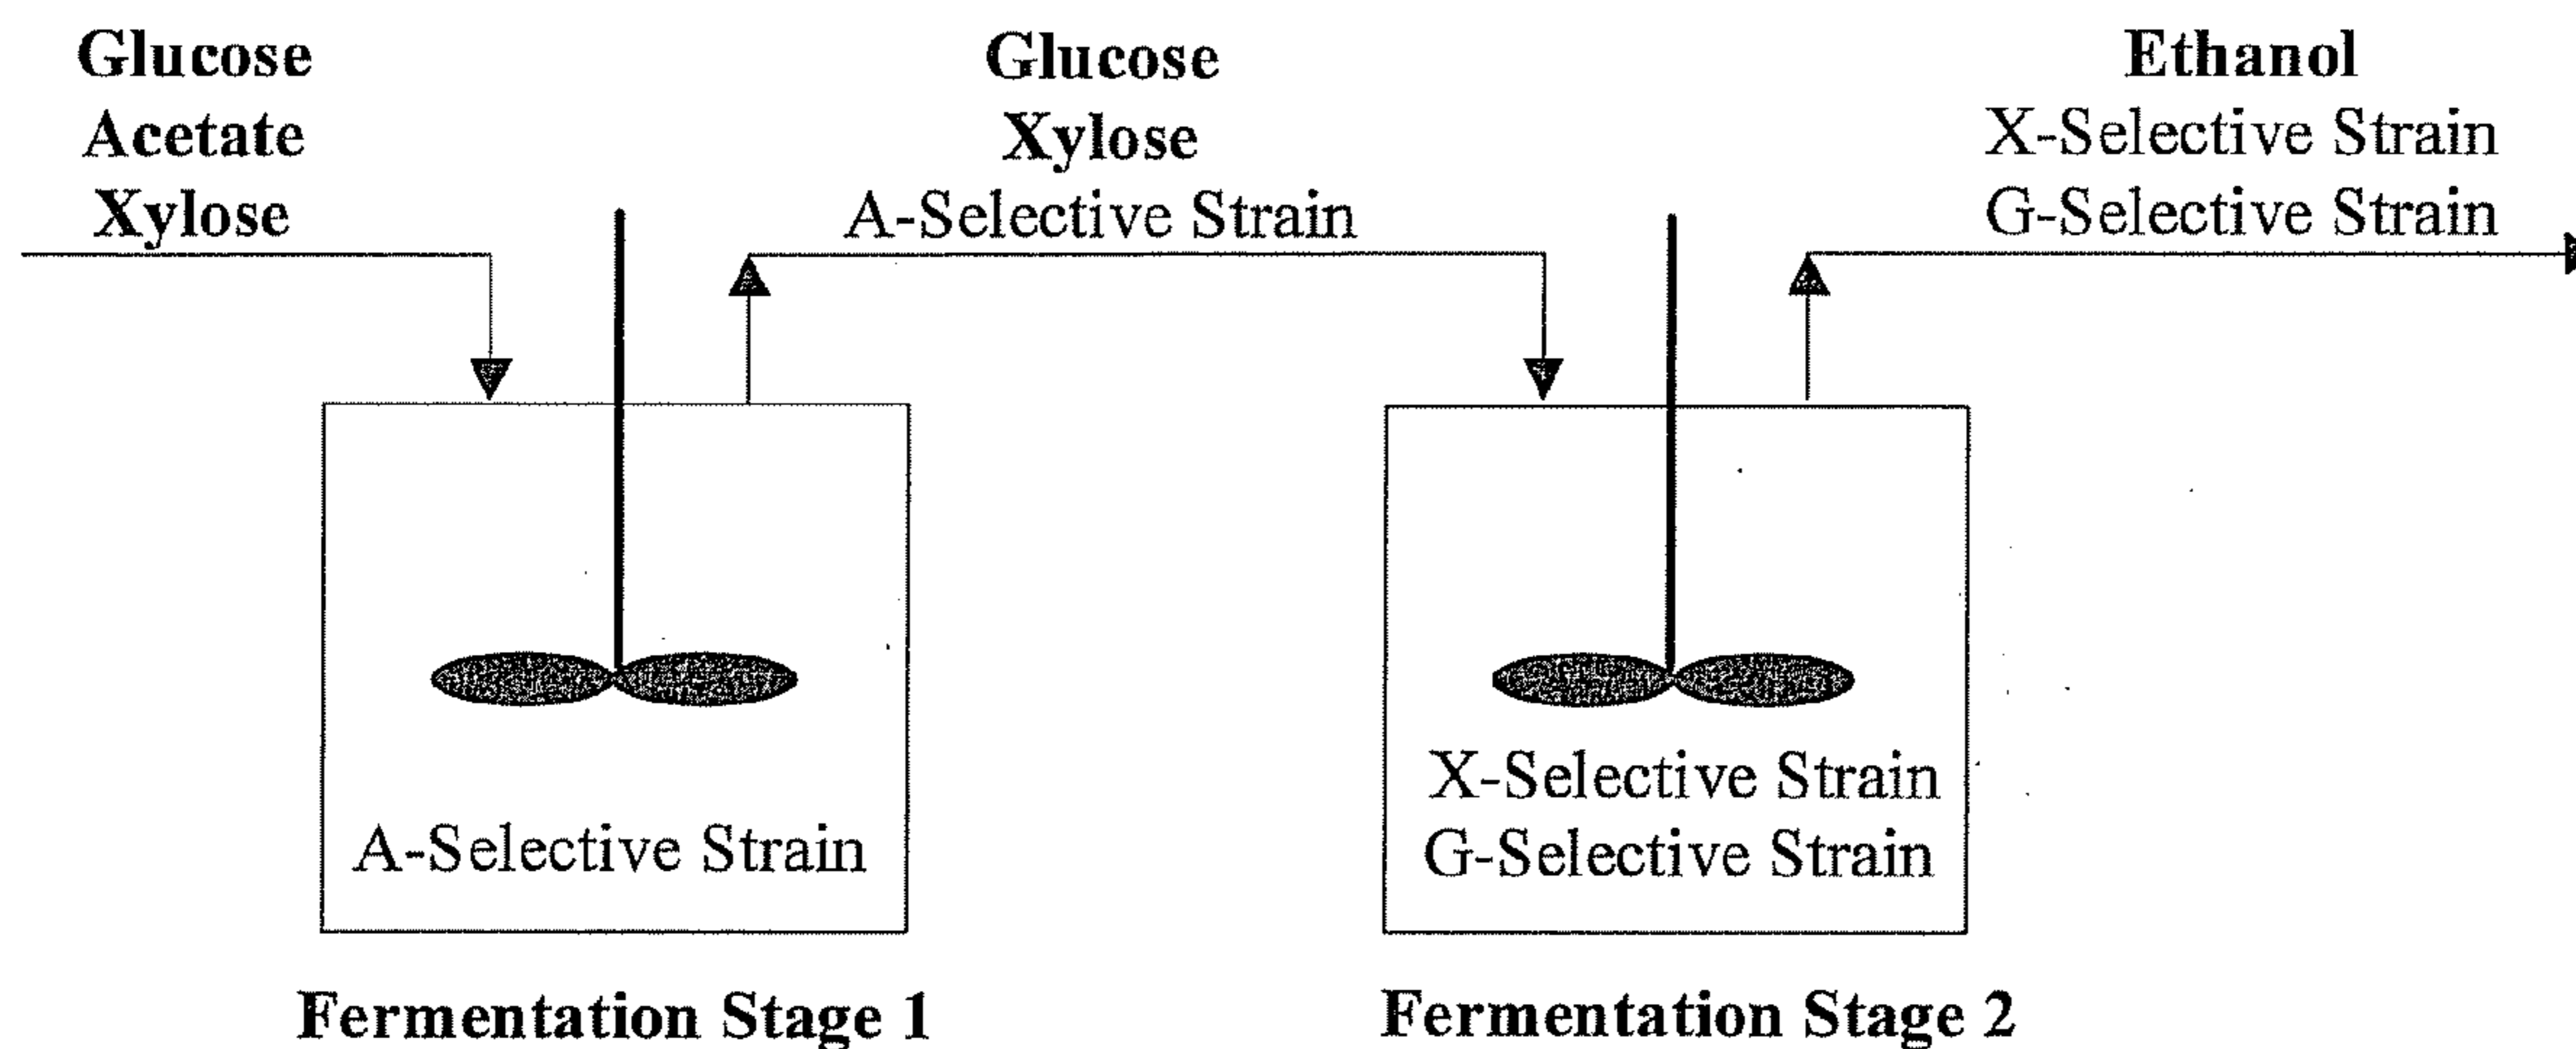 Glucose
Acetate
Xylose
Glucose
Xylose
A-Selective Strain
Ethanol
X-Selective Strain
G-Selective Strain
A-Selective Strain
X-Selective Strain
G-Selective Strain
Fermentation Stage 1
Fermentation Stage 2